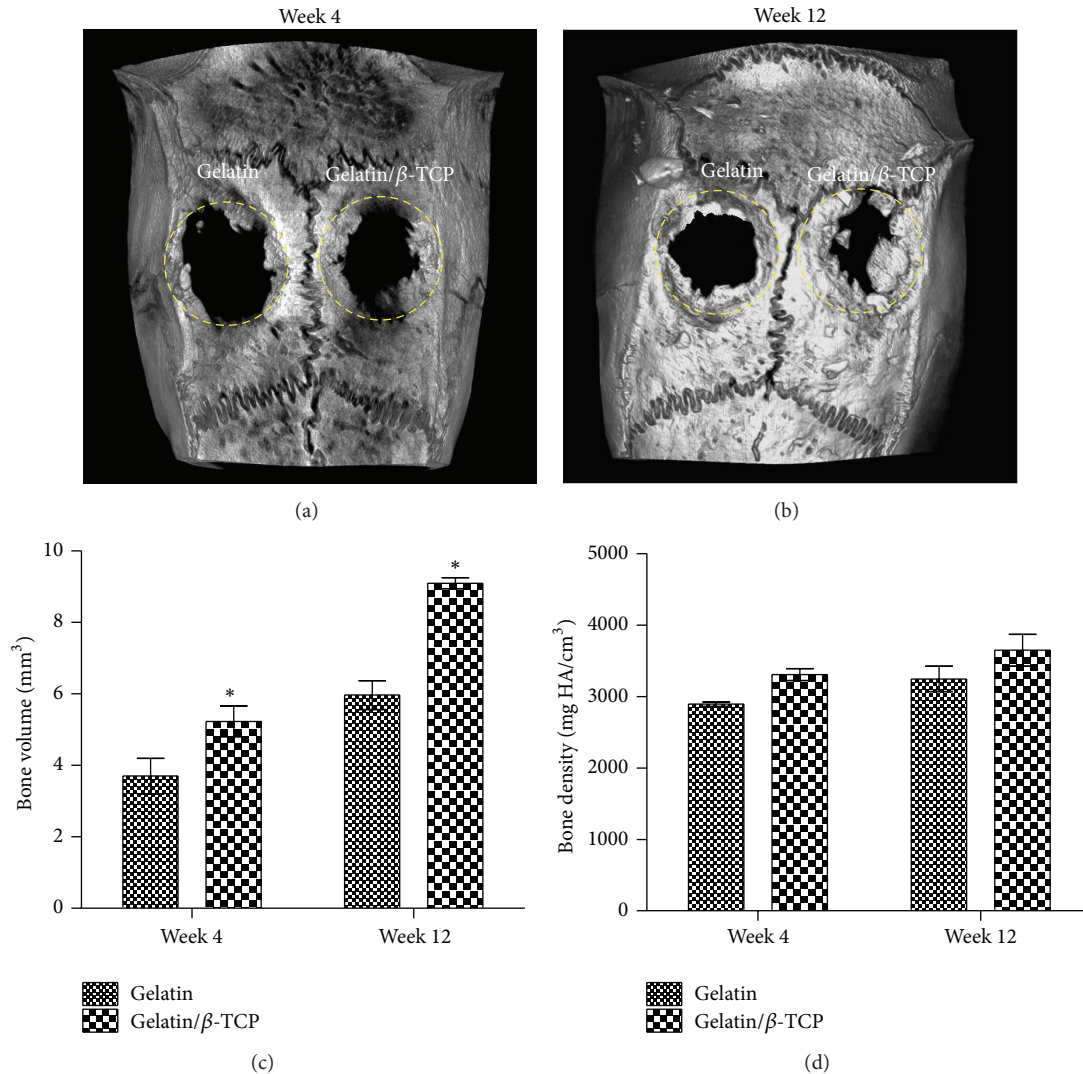 Week 4
Week 12
Gelatin
Gelatin/β-TCP
Gelatin
Gelatin/β-TCP
(a)
(b)
Bone volume (mm³)
10
8
6
4
2
0
*
*
Week 4
Week 12
Gelatin
Gelatin/β-TCP
(c)
Bone density (mg HA/cm³)
5000
4000
3000
2000
1000
0
Week 4
Week 12
Gelatin
Gelatin/β-TCP
(d)